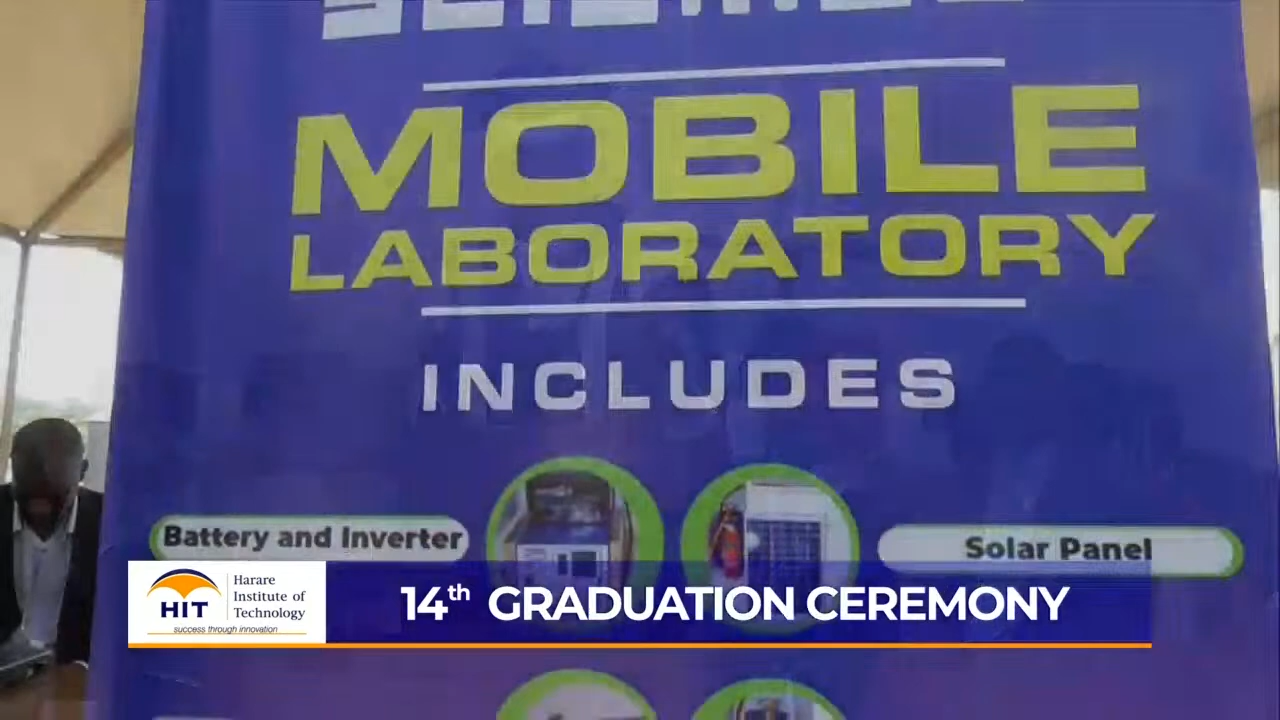 MOBILE
LABORATORY
INCLUDES
Battery and Inverter
Solar Panel
HIT
Harare
Institute of
Technology
success through innovation
14th GRADUATION CEREMONY